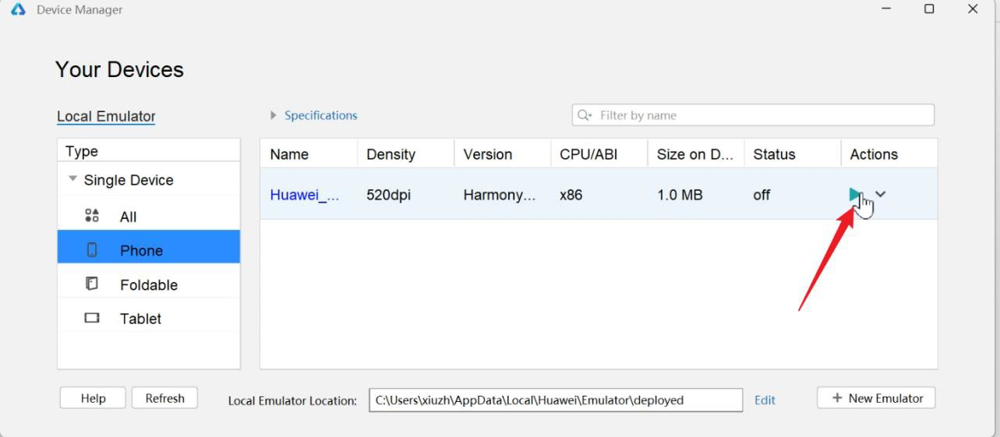 Device Manager
Your Devices
Local Emulator
Specifications
Filter by name
Type
Single Device
All
Phone
Foldable
Tablet
Name Density Version CPU/ABI Size on D... Status Actions
Huawei_... 520dpi Harmony... x86 1.0 MB off
Help Refresh Local Emulator Location: C:\Users\xiuzh\AppData\Local\Huawei\Emulator\deployed Edit + New Emulator